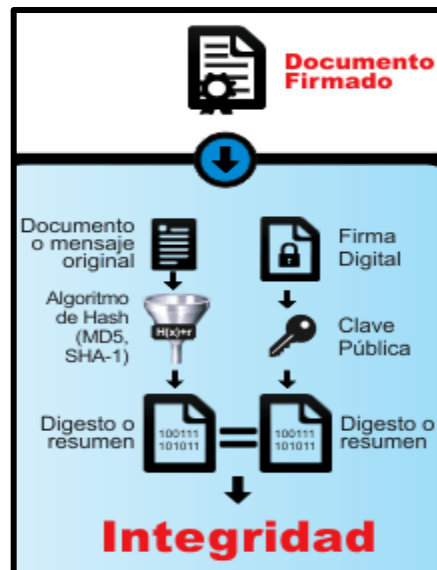 Documento
Firmado
Documento
o mensaje
original
Firma
Digital
Algoritmo
de Hash
(MD5,
SHA-1)
H(x)+r
Clave
Pública
Digesto o
resumen
100111
101011
=
100111
101011
Digesto o
resumen
Integridad